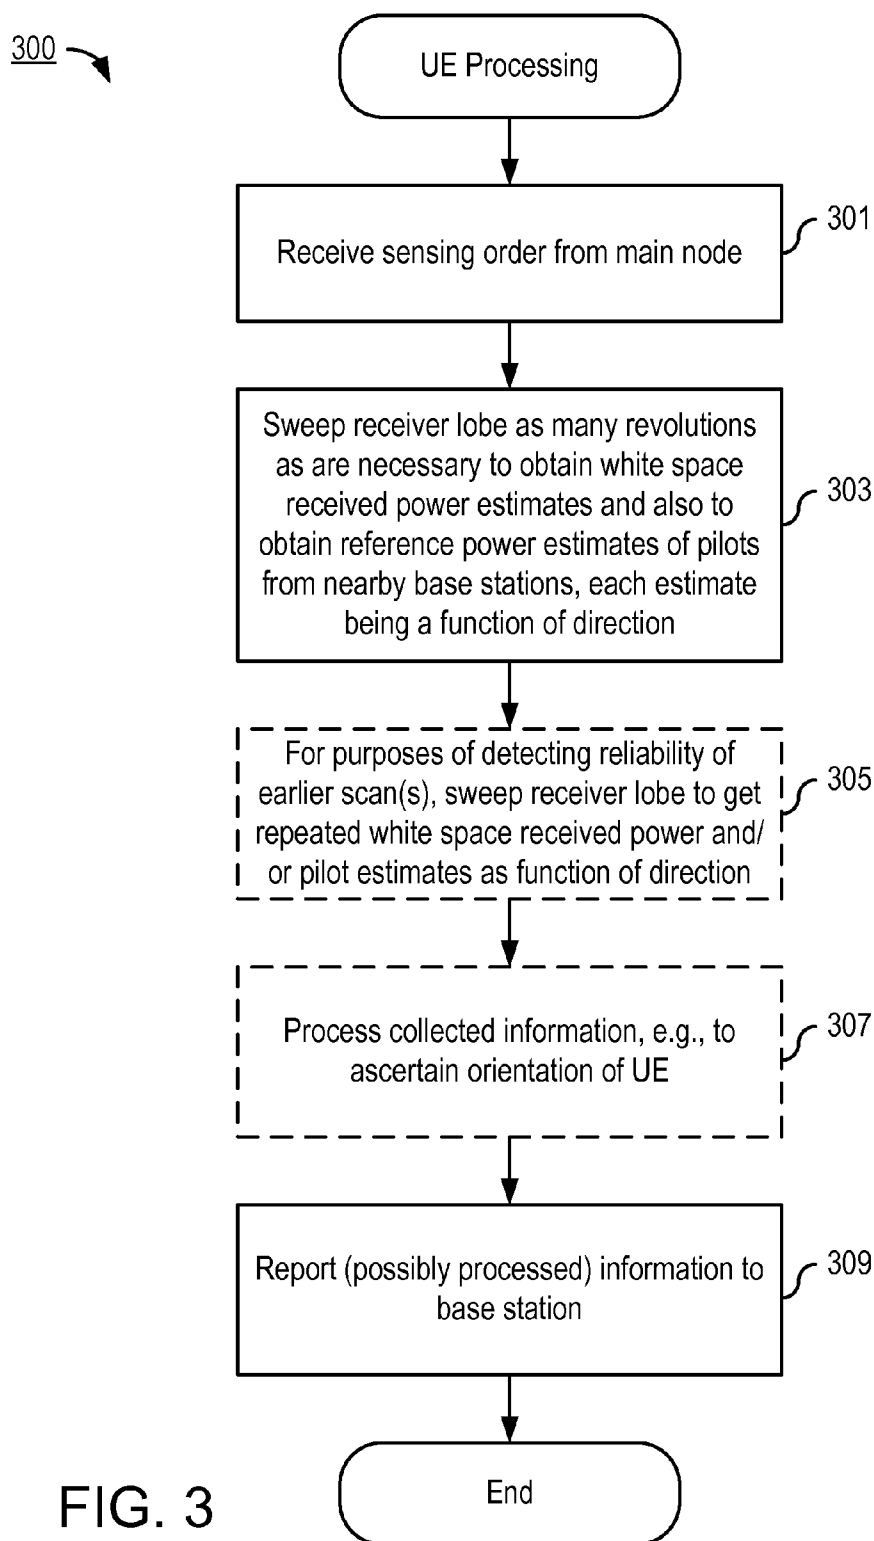 300
UE Processing
Receive sensing order from main node
301
Sweep receiver lobe as many revolutions
as are necessary to obtain white space
received power estimates and also to
obtain reference power estimates of pilots
from nearby base stations, each estimate
being a function of direction
303
For purposes of detecting reliability of
earlier scan(s), sweep receiver lobe to get
repeated white space received power and/
or pilot estimates as function of direction
305
Process collected information, e.g., to
ascertain orientation of UE
307
Report (possibly processed) information to
base station
309
End
FIG. 3